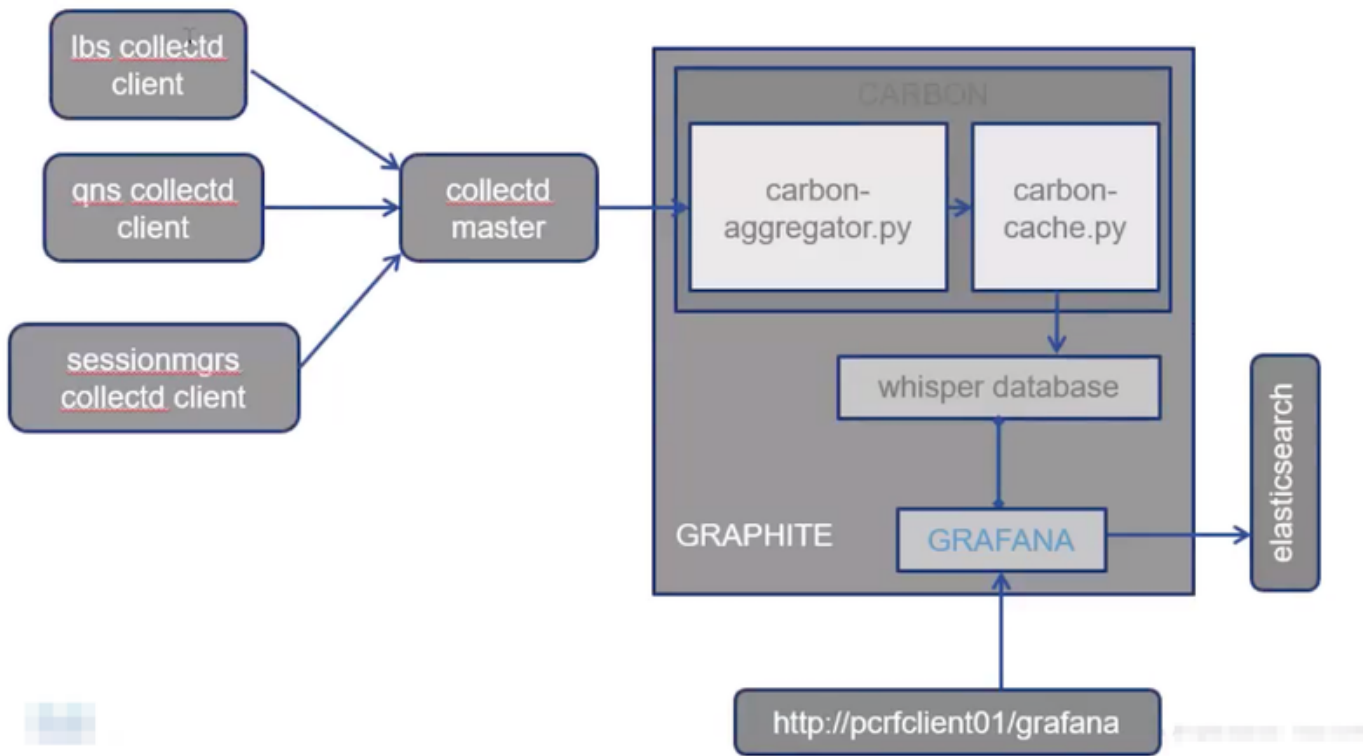 lbs collectd
client
qns collectd
client
sessionmgrs
collectd client
collectd
master
CARBON
carbon-
aggregator.py
carbon-
cache.py
whisper database
GRAPHITE
GRAFANA
elasticsearch
http://pcrfclient01/grafana